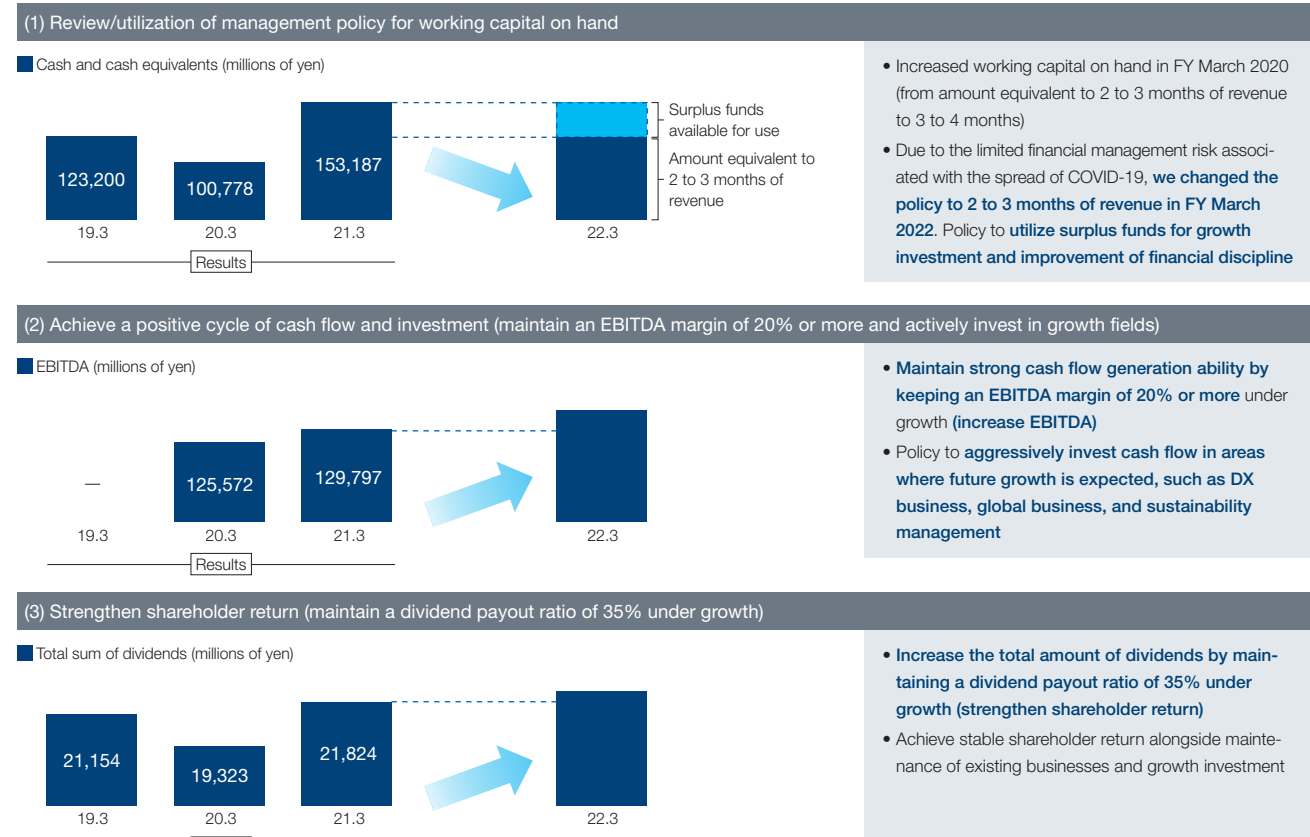 (1) Review/utilization of management policy for working capital on hand
Cash and cash equivalents (millions of yen)
123,200
100,778
153,187
Surplus funds
available for use
Amount equivalent to
2 to 3 months of
revenue
19.3
20.3
21.3
22.3
Results
• Increased working capital on hand in FY March 2020
(from amount equivalent to 2 to 3 months of revenue
to 3 to 4 months)
• Due to the limited financial management risk associ-
ated with the spread of COVID-19, we changed the
policy to 2 to 3 months of revenue in FY March
2022. Policy to utilize surplus funds for growth
investment and improvement of financial discipline
(2) Achieve a positive cycle of cash flow and investment (maintain an EBITDA margin of 20% or more and actively invest in growth fields)
EBITDA (millions of yen)
—
125,572
129,797
19.3
20.3
21.3
22.3
Results
• Maintain strong cash flow generation ability by
keeping an EBITDA margin of 20% or more under
growth (increase EBITDA)
• Policy to aggressively invest cash flow in areas
where future growth is expected, such as DX
business, global business, and sustainability
management
(3) Strengthen shareholder return (maintain a dividend payout ratio of 35% under growth)
Total sum of dividends (millions of yen)
21,154
19,323
21,824
19.3
20.3
21.3
22.3
• Increase the total amount of dividends by main-
taining a dividend payout ratio of 35% under
growth (strengthen shareholder return)
• Achieve stable shareholder return alongside mainte-
nance of existing businesses and growth investment